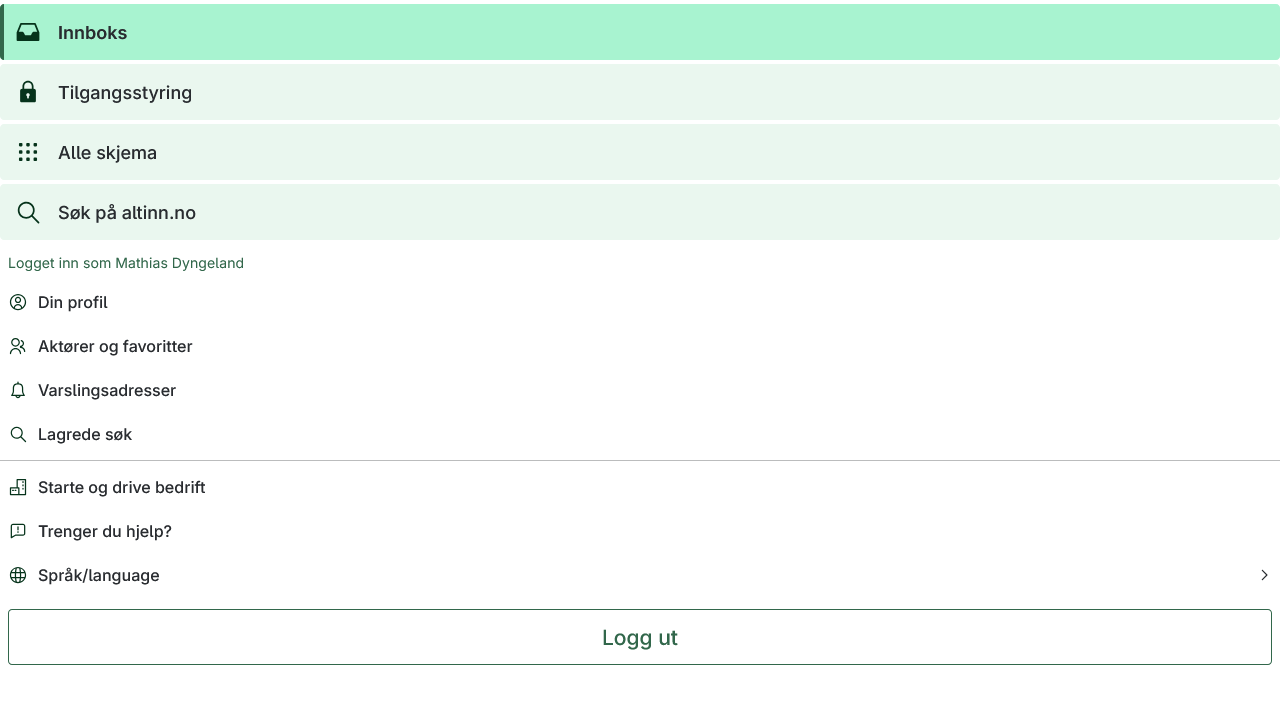 Innboks
Tilgangsstyring
Alle skjema
Søk på altinn.no
Logget inn som Mathias Dyngeland
Din profil
Aktører og favoritter
Varslingsadresser
Lagrede søk
Starte og drive bedrift
Trenger du hjelp?
Språk/language
Logg ut